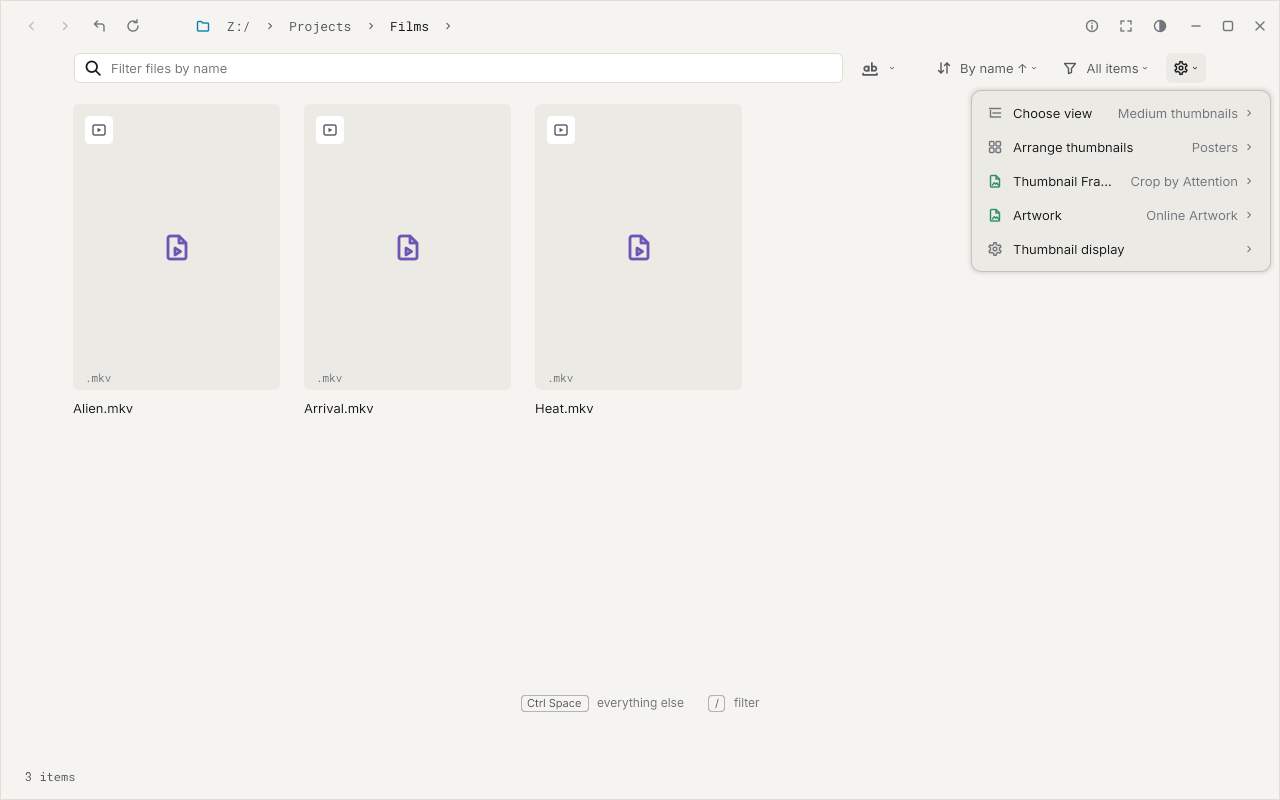 Z:/ Projects Films
Filter files by name
ab
By name ↑
All items
Choose view Medium thumbnails
Arrange thumbnails Posters
Thumbnail Fra... Crop by Attention
Artwork Online Artwork
Thumbnail display
.mkv .mkv .mkv
Alien.mkv Arrival.mkv Heat.mkv
Ctrl Space everything else / filter
3 items